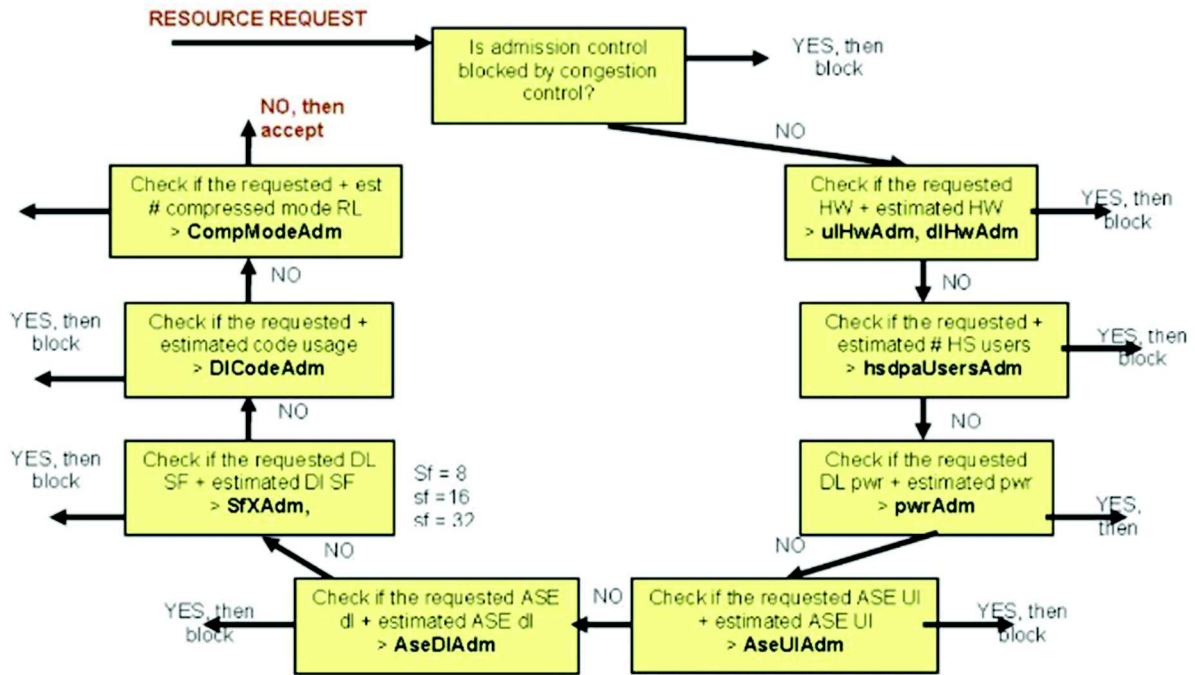 RESOURCE REQUEST
Is admission control
blocked by congestion
control?
YES, then
block
NO
Check if the requested
HW + estimated HW
> ulHwAdm, dlHwAdm
YES, then
block
NO
Check if the requested +
estimated # HS users
> hsdpaUsersAdm
YES, then
block
NO
Check if the requested
DL pwr + estimated pwr
> pwrAdm
YES,
then
NO
Check if the requested ASE Ul
+ estimated ASE Ul
> AseUlAdm
YES, then
block
NO
Check if the requested ASE
dl + estimated ASE dl
> AseDlAdm
YES, then
block
NO
Check if the requested DL
SF + estimated Dl SF
> SfXAdm,
Sf = 8
sf = 16
sf = 32
YES, then
block
NO
Check if the requested +
estimated code usage
> DlCodeAdm
YES, then
block
NO
Check if the requested + est
# compressed mode RL
> CompModeAdm
NO, then
accept